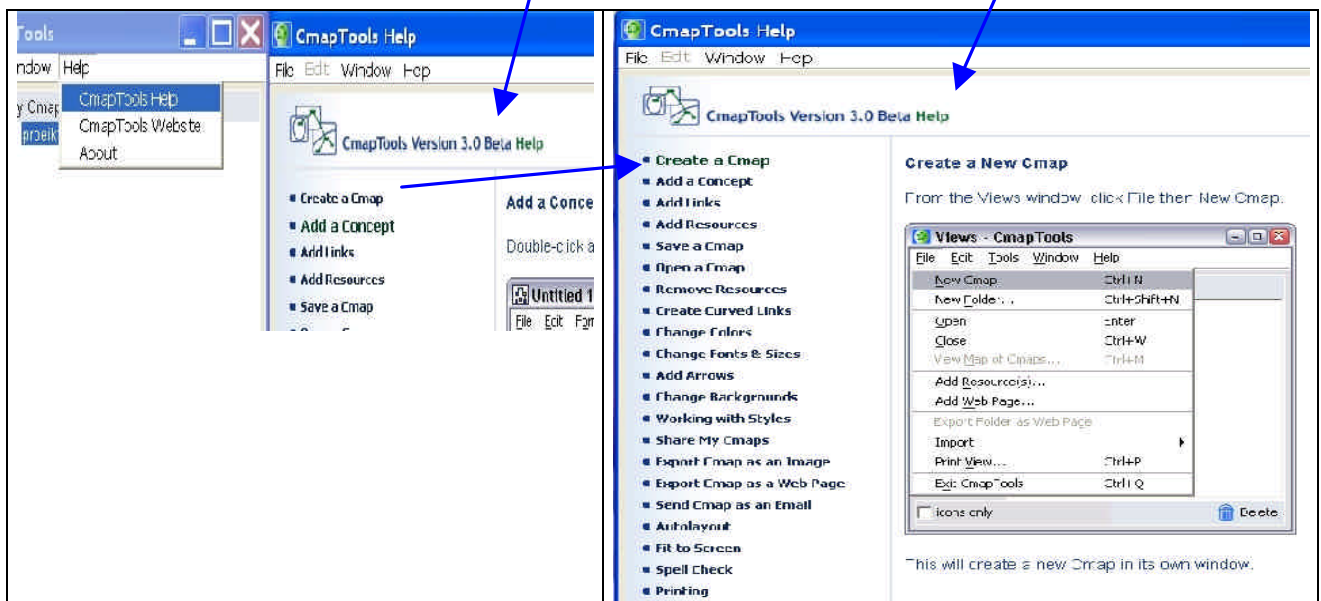 Tools
ndow Help
y Cmap
proeik
CmapTools Help
CmapTools Website
About
CmapTools Help
File Edit Window Help
CmapTools Version 3.0 Beta Help
Create a Cmap
Add a Concept
Add Links
Add Resources
Save a Cmap
Add a Conce
Double-click a
Untitled 1
File Edit For
CmapTools Help
File Edit Window Help
CmapTools Version 3.0 Beta Help
Create a Cmap
Add a Concept
Add Links
Add Resources
Save a Cmap
Open a Cmap
Remove Resources
Create Curved Links
Change Colors
Change Fonts & Sizes
Add Arrows
Change Backgrounds
Working with Styles
Share My Cmaps
Export Cmap as an Image
Export Cmap as a Web Page
Send Cmap as an Email
Autolayout
Fit to Screen
Spell Check
Printing
Create a New Cmap
From the Views window, click File then New Cmap.
Views - CmapTools
File Edit Tools Window Help
New Cmap Ctrl+N
New Folder... Ctrl+Shift+N
Open Enter
Close Ctrl+W
View Map of Cmaps... Ctrl+M
Add Resource(s)...
Add Web Page...
Export Folder as Web Page
Import
Print View... Ctrl+P
Exit CmapTools Ctrl+Q
icons only Delete
This will create a new Cmap in its own window.